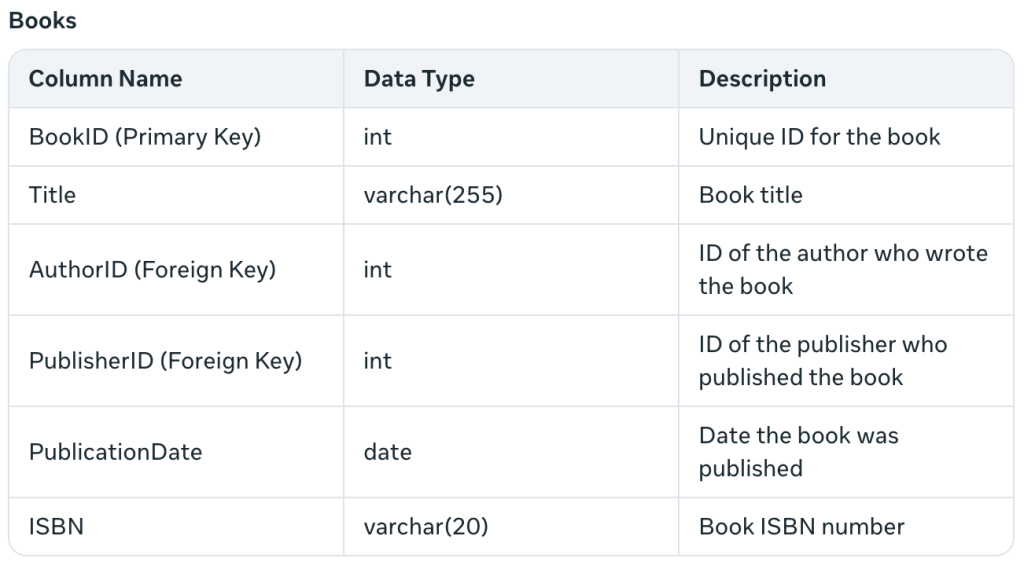 Books
Column Name Data Type Description
BookID (Primary Key) int Unique ID for the book
Title varchar(255) Book title
AuthorID (Foreign Key) int ID of the author who wrote
the book
PublisherID (Foreign Key) int ID of the publisher who
published the book
PublicationDate date Date the book was
published
ISBN varchar(20) Book ISBN number